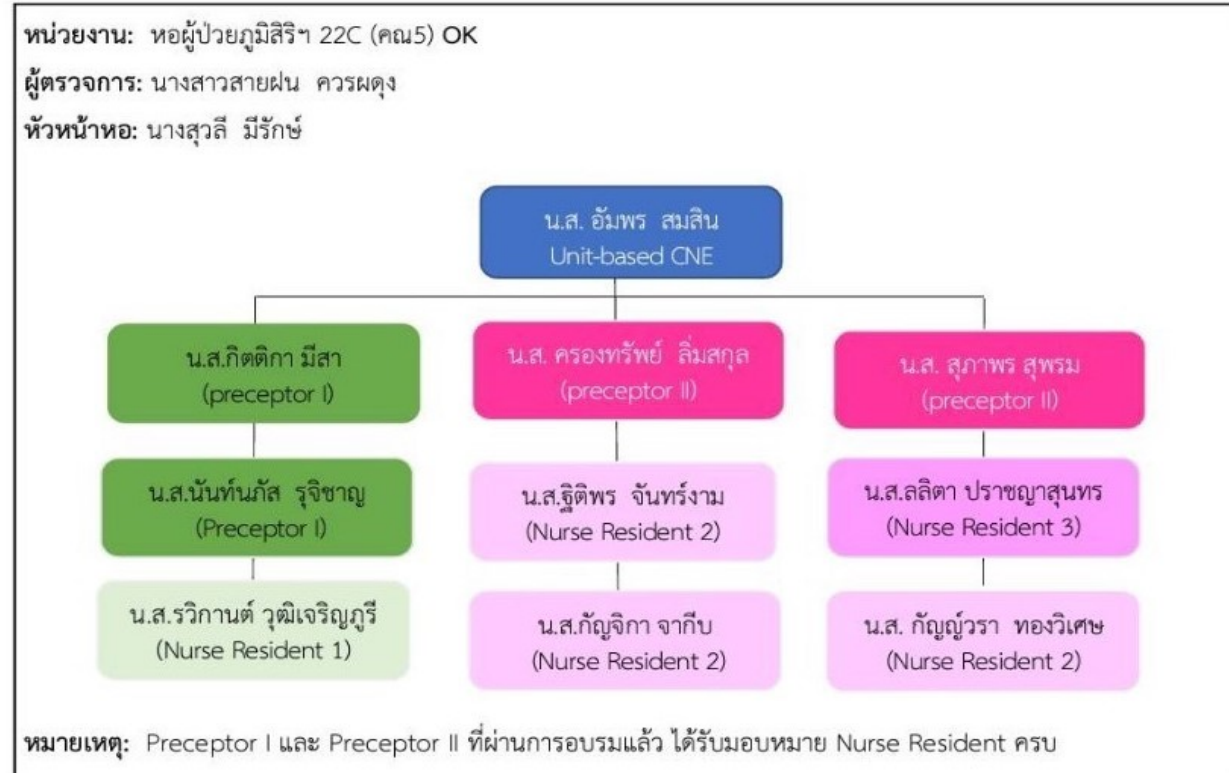 หน่วยงาน: หอผู้ป่วยภูมิสิริฯ 22C (คณ5) OK
ผู้ตรวจการ: นางสาวสายฝน ควรผดุง
หัวหน้าหอ: นางสุวลี มีรักษ์
น.ส. อัมพร สมสิน
Unit-based CNE
น.ส.กิตติกา มีสา
(preceptor I)
น.ส. ครองทรัพย์ ลิ่มสกุล
(preceptor II)
น.ส. สุภาพร สุพรม
(preceptor II)
น.ส.นันท์นภัส รุจิชาญ
(Preceptor I)
น.ส.ฐิติพร จันทร์งาม
(Nurse Resident 2)
น.ส.ลลิตา ปราชญาสุนทร
(Nurse Resident 3)
น.ส.รวิกานต์ วุฒิเจริญภูรี
(Nurse Resident 1)
น.ส.กัญจิกา จากีบ
(Nurse Resident 2)
น.ส. กัญญ์วรา ทองวิเศษ
(Nurse Resident 2)
หมายเหตุ: Preceptor I และ Preceptor II ที่ผ่านการอบรมแล้ว ได้รับมอบหมาย Nurse Resident ครบ